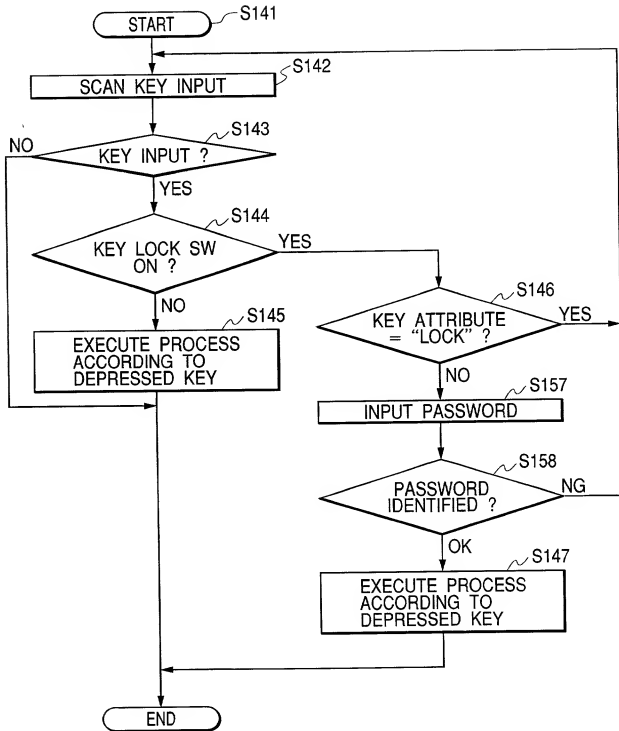 START
S141
SCAN KEY INPUT
S142
KEY INPUT ?
S143
NO
YES
KEY LOCK SW
ON ?
S144
YES
NO
EXECUTE PROCESS
ACCORDING TO
DEPRESSED KEY
S145
KEY ATTRIBUTE
= "LOCK" ?
S146
YES
NO
INPUT PASSWORD
S157
PASSWORD
IDENTIFIED ?
S158
NG
OK
EXECUTE PROCESS
ACCORDING TO
DEPRESSED KEY
S147
END